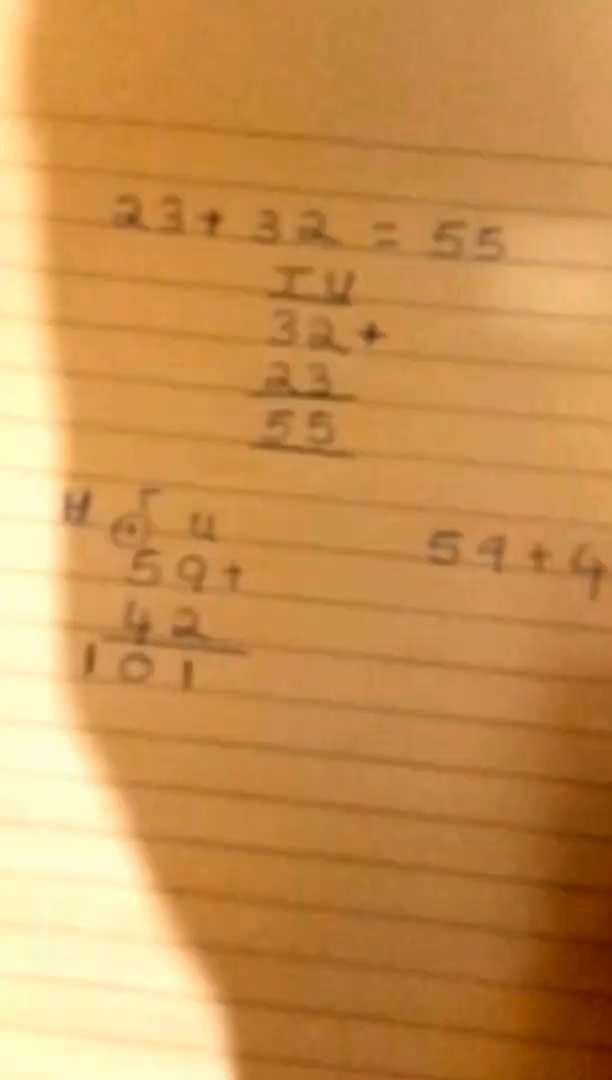 23 + 32 = 55
T U
32 +
23
55
H T U
59 +
42
101
59 + 4